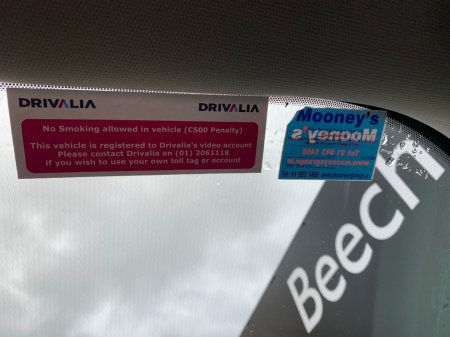 DRIVALIA DRIVALIA
No Smoking allowed in vehicle (€500 Penalty)
This vehicle is registered to Drivalia's video account
Please contact Drivalia on (01) 2061118
if you wish to use your own toll tag or account
Mooney's
Mooney's
Beech